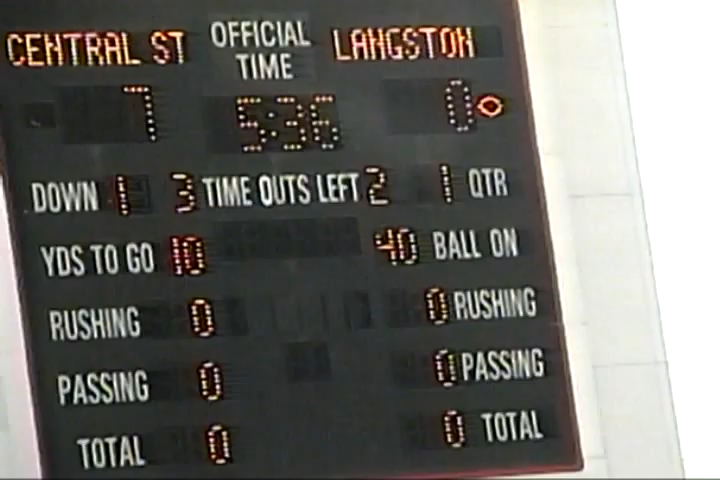 CENTRAL ST OFFICIAL TIME LANGSTON
7 5:36 0
DOWN 1 3 TIME OUTS LEFT 2 1 QTR
YDS TO GO 10 40 BALL ON
RUSHING 0 0 RUSHING
PASSING 0 0 PASSING
TOTAL 0 0 TOTAL